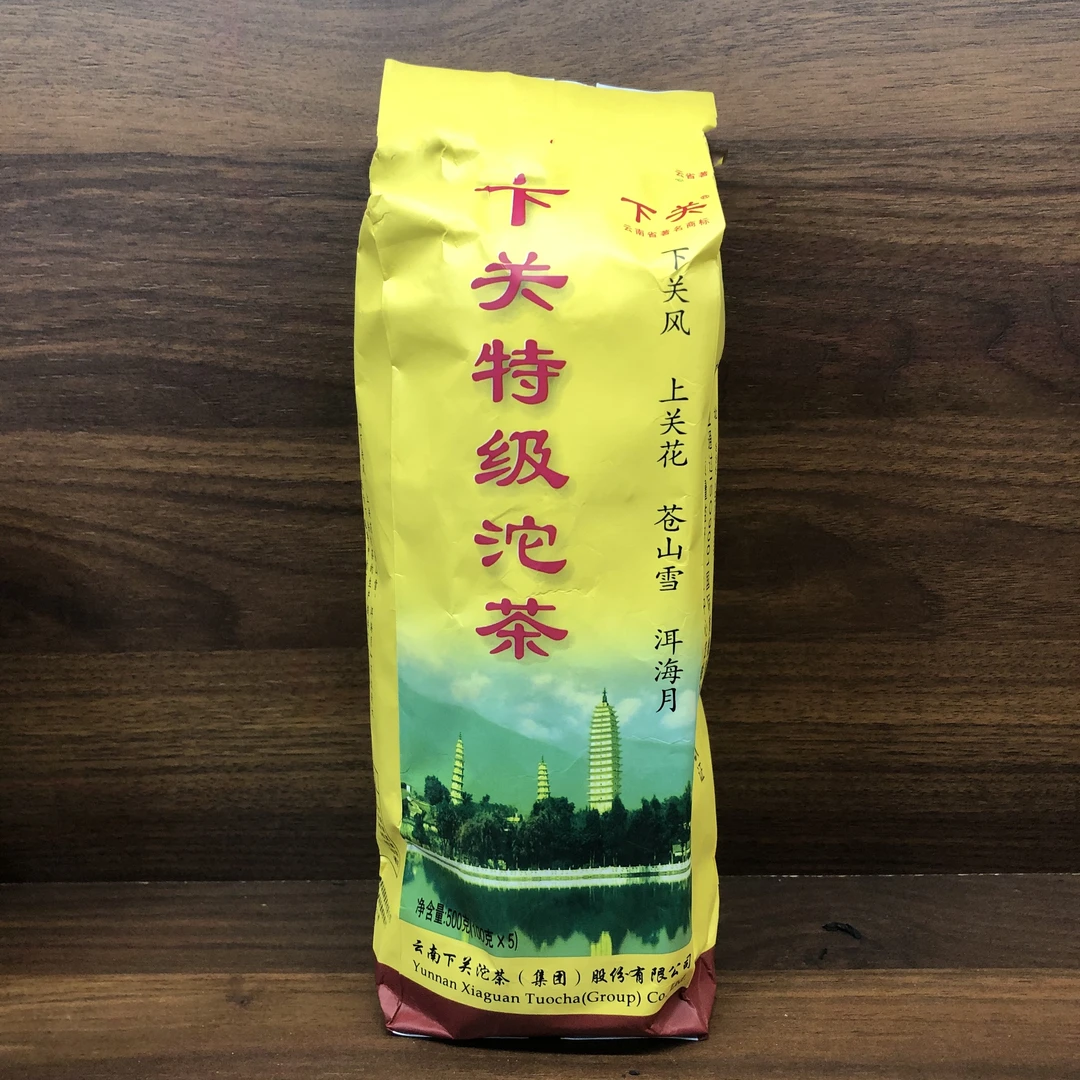 云省著
下关
云南省著名商标
下关特级沱茶
下关风 上关花 苍山雪 洱海月
净含量:500克(100克×5)
云南下关沱茶(集团)股份有限公司
Yunnan Xiaguan Tuocha(Group) Co.